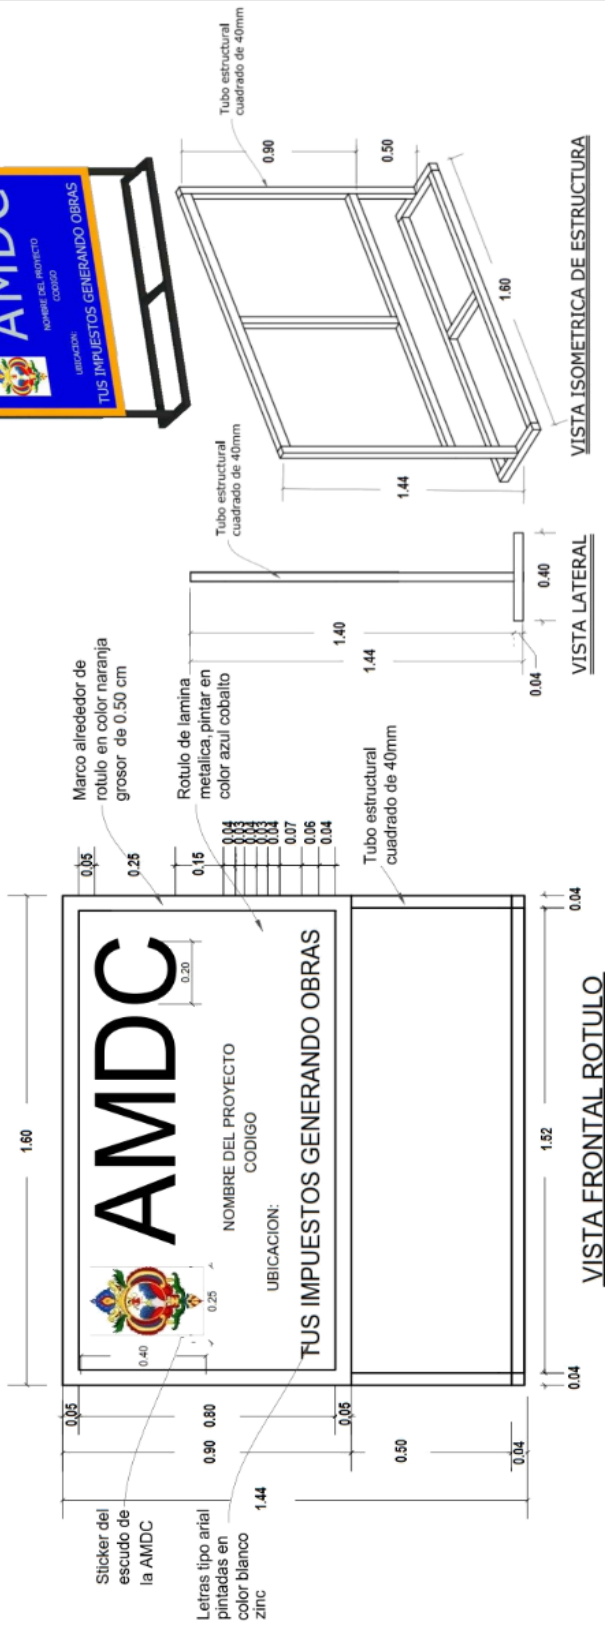 1.60
AMDC
NOMBRE DEL PROYECTO
CODIGO
UBICACION:
TUS IMPUESTOS GENERANDO OBRAS
0.40
0.25
0.20
0.05
0.80
0.05
0.90
0.50
0.04
1.44
Sticker del
escudo de
la AMDC
Letras tipo arial
pintadas en
color blanco
zinc
0.05
0.25
0.15
0.04
0.03
0.04
0.03
0.04
0.07
0.06
0.04
Marco alrededor de
rotulo en color naranja
grosor de 0.50 cm
Rotulo de lamina
metalica, pintar en
color azul cobalto
Tubo estructural
cuadrado de 40mm
0.04
1.52
0.04
VISTA FRONTAL ROTULO
Tubo estructural
cuadrado de 40mm
1.40
1.44
0.04
0.40
VISTA LATERAL
Tubo estructural
cuadrado de 40mm
0.90
0.50
1.44
1.60
VISTA ISOMETRICA DE ESTRUCTURA
AMDC
NOMBRE DEL PROYECTO
CODIGO
UBICACION:
TUS IMPUESTOS GENERANDO OBRAS